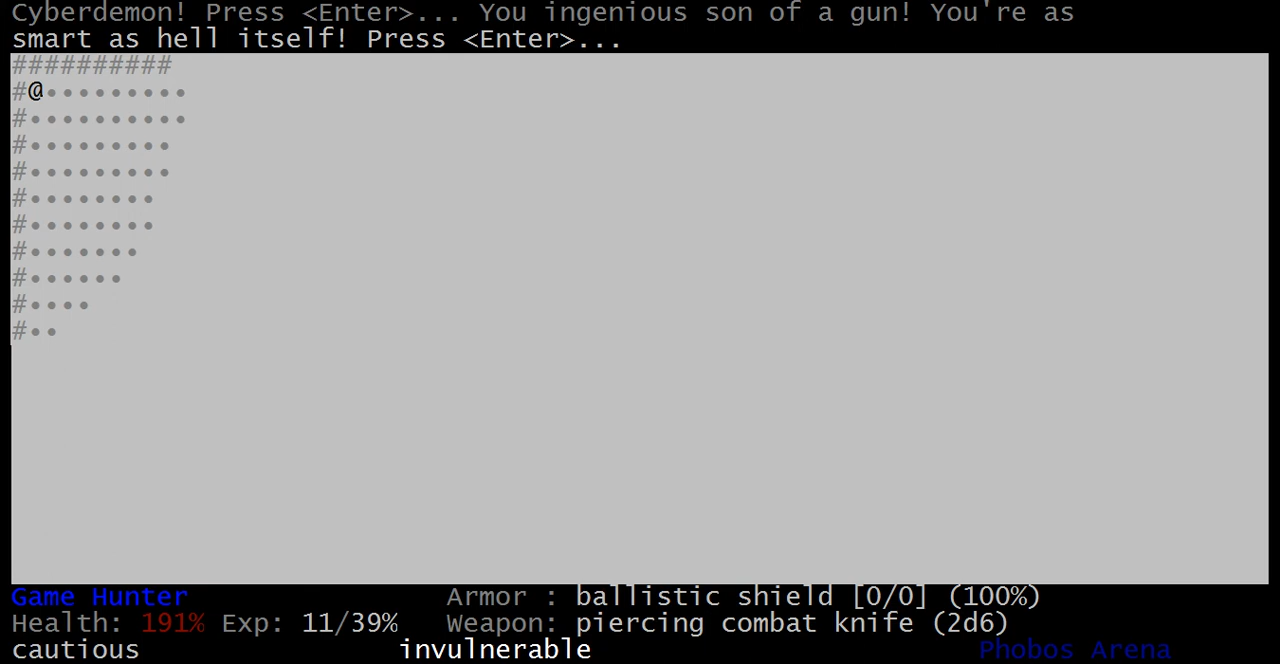 Cyberdemon! Press <Enter>... You ingenious son of a gun! You're as
smart as hell itself! Press <Enter>...
##########
#@•••••••••
#••••••••••
#•••••••••
#•••••••••
#••••••••
#••••••••
#•••••••
#••••••
#••••
#••
Game Hunter Armor : ballistic shield [0/0] (100%)
Health: 191% Exp: 11/39% Weapon: piercing combat knife (2d6)
cautious invulnerable Phobos Arena